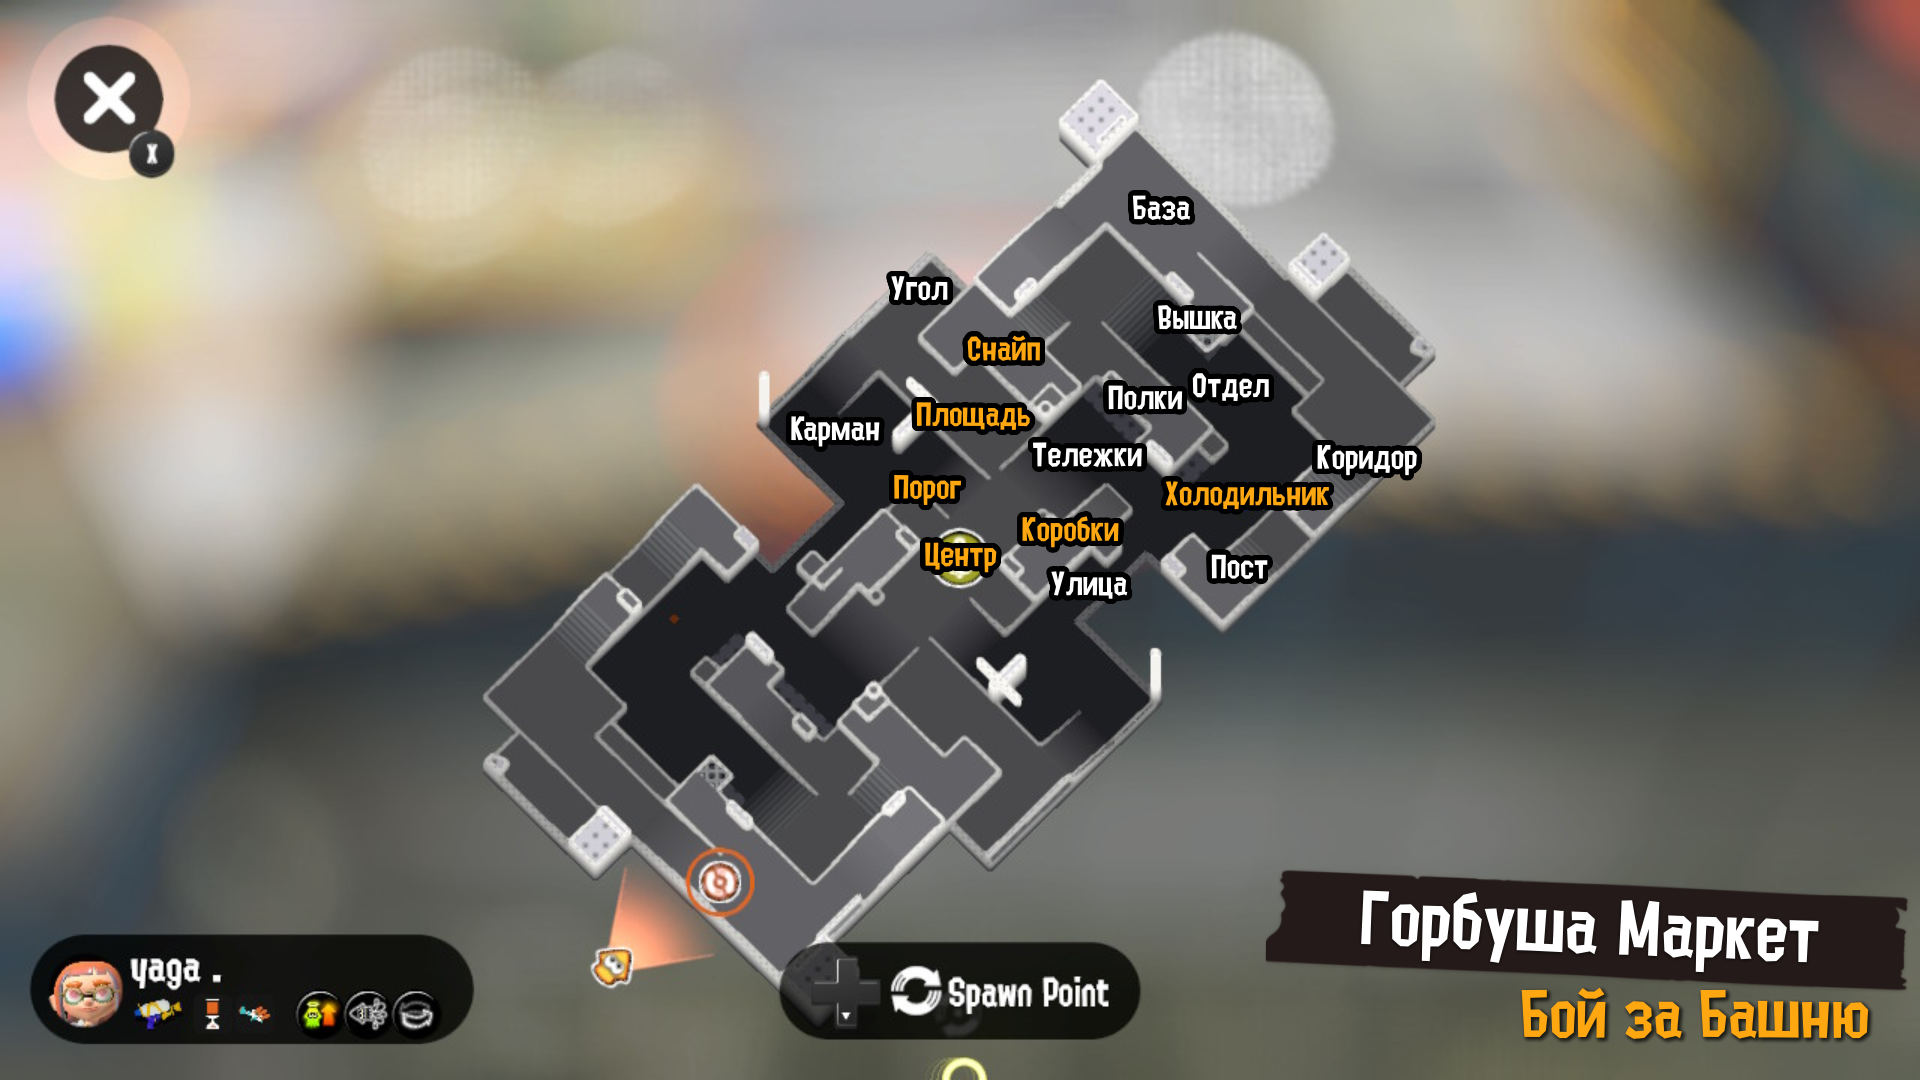 X
База
Угол
Вышка
Снайп
Отдел
Полки
Площадь
Карман
Тележки
Коридор
Порог
Холодильник
Коробки
Центр
Пост
Улица
Горбуша Маркет
yaga .
Spawn Point
Бой за Башню